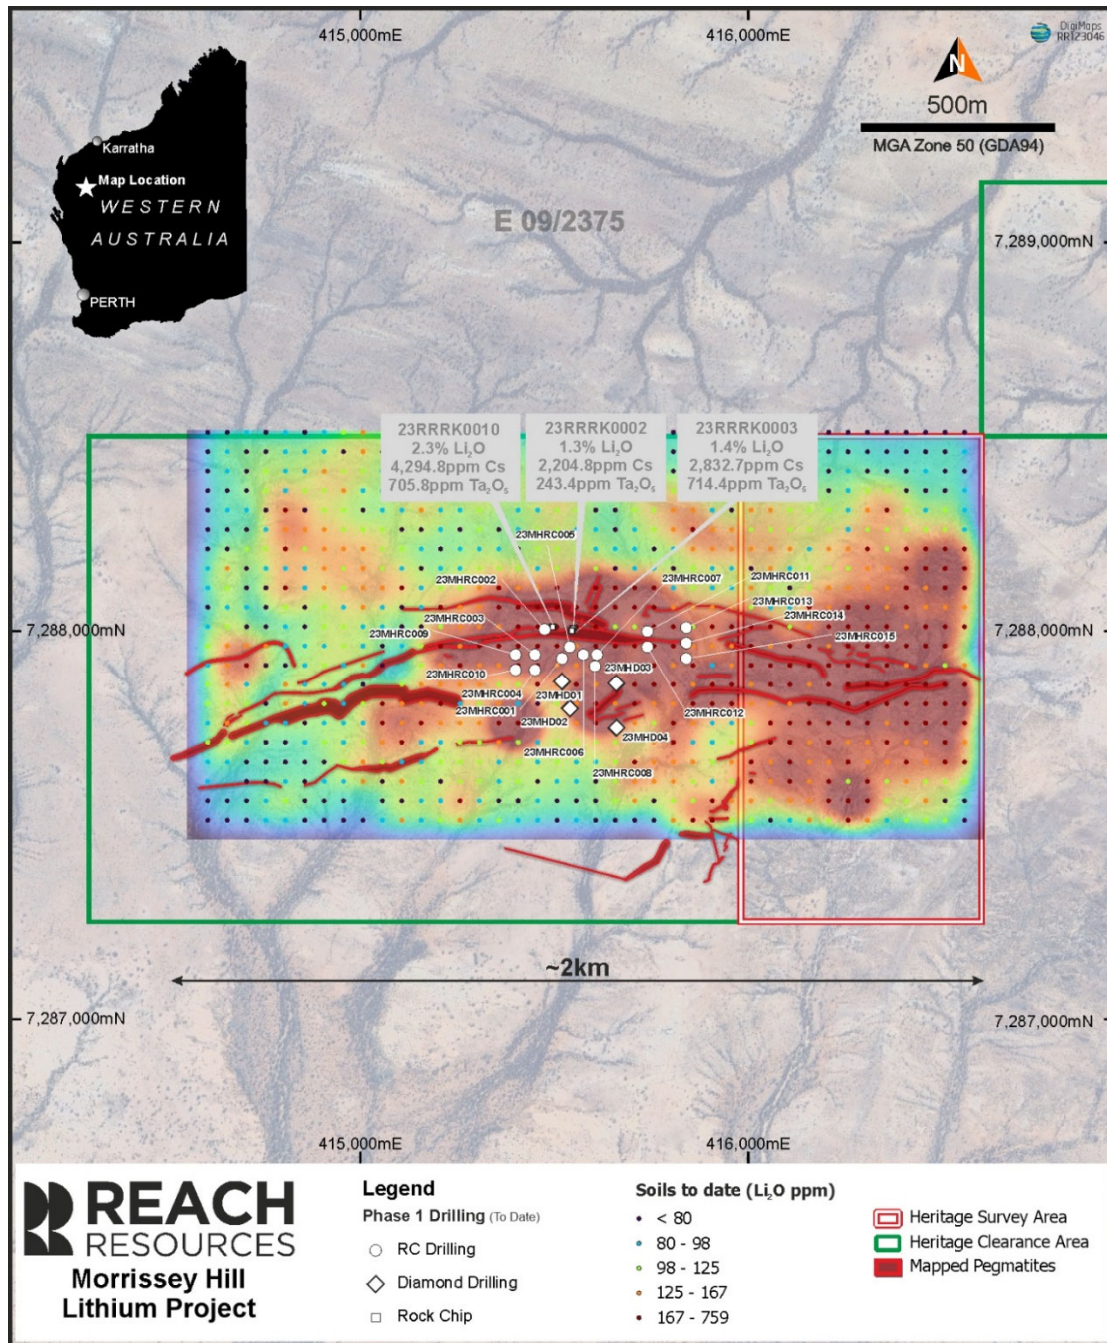 415,000mE
416,000mE
DigiMaps
RR123046
N
500m
MGA Zone 50 (GDA94)
Karratha
Map Location
WESTERN
AUSTRALIA
PERTH
E 09/2375
7,289,000mN
23RRRK0010
2.3% Li₂O
4,294.8ppm Cs
705.8ppm Ta₂O₅
23RRRK0002
1.3% Li₂O
2,204.8ppm Cs
243.4ppm Ta₂O₅
23RRRK0003
1.4% Li₂O
2,832.7ppm Cs
714.4ppm Ta₂O₅
23MHRC005
23MHRC002
23MHRC007
23MHRC011
23MHRC003
23MHRC013
23MHRC014
7,288,000mN
23MHRC009
23MHRC015
7,288,000mN
23MHRC010
23MHD03
23MHRC004
23MHD01
23MHRC001
23MHRC012
23MHD02
23MHD04
23MHRC006
23MHRC008
~2km
7,287,000mN
7,287,000mN
415,000mE
416,000mE
REACH
RESOURCES
Morrissey Hill
Lithium Project
Legend
Phase 1 Drilling (To Date)
RC Drilling
Diamond Drilling
Rock Chip
Soils to date (Li₂O ppm)
< 80
80 - 98
98 - 125
125 - 167
167 - 759
Heritage Survey Area
Heritage Clearance Area
Mapped Pegmatites